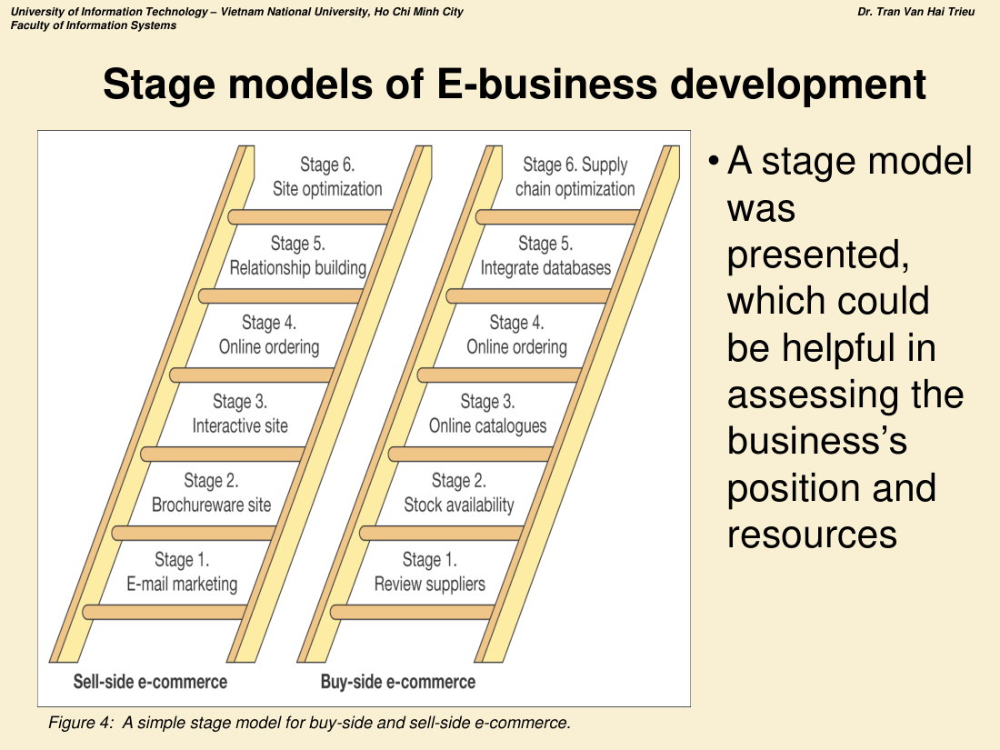 University of Information Technology – Vietnam National University, Ho Chi Minh City
Faculty of Information Systems
Dr. Tran Van Hai Trieu
Stage models of E-business development
Stage 6.
Site optimization
Stage 5.
Relationship building
Stage 4.
Online ordering
Stage 3.
Interactive site
Stage 2.
Brochureware site
Stage 1.
E-mail marketing
Sell-side e-commerce
Stage 6. Supply
chain optimization
Stage 5.
Integrate databases
Stage 4.
Online ordering
Stage 3.
Online catalogues
Stage 2.
Stock availability
Stage 1.
Review suppliers
Buy-side e-commerce
Figure 4: A simple stage model for buy-side and sell-side e-commerce.
• A stage model
was
presented,
which could
be helpful in
assessing the
business’s
position and
resources